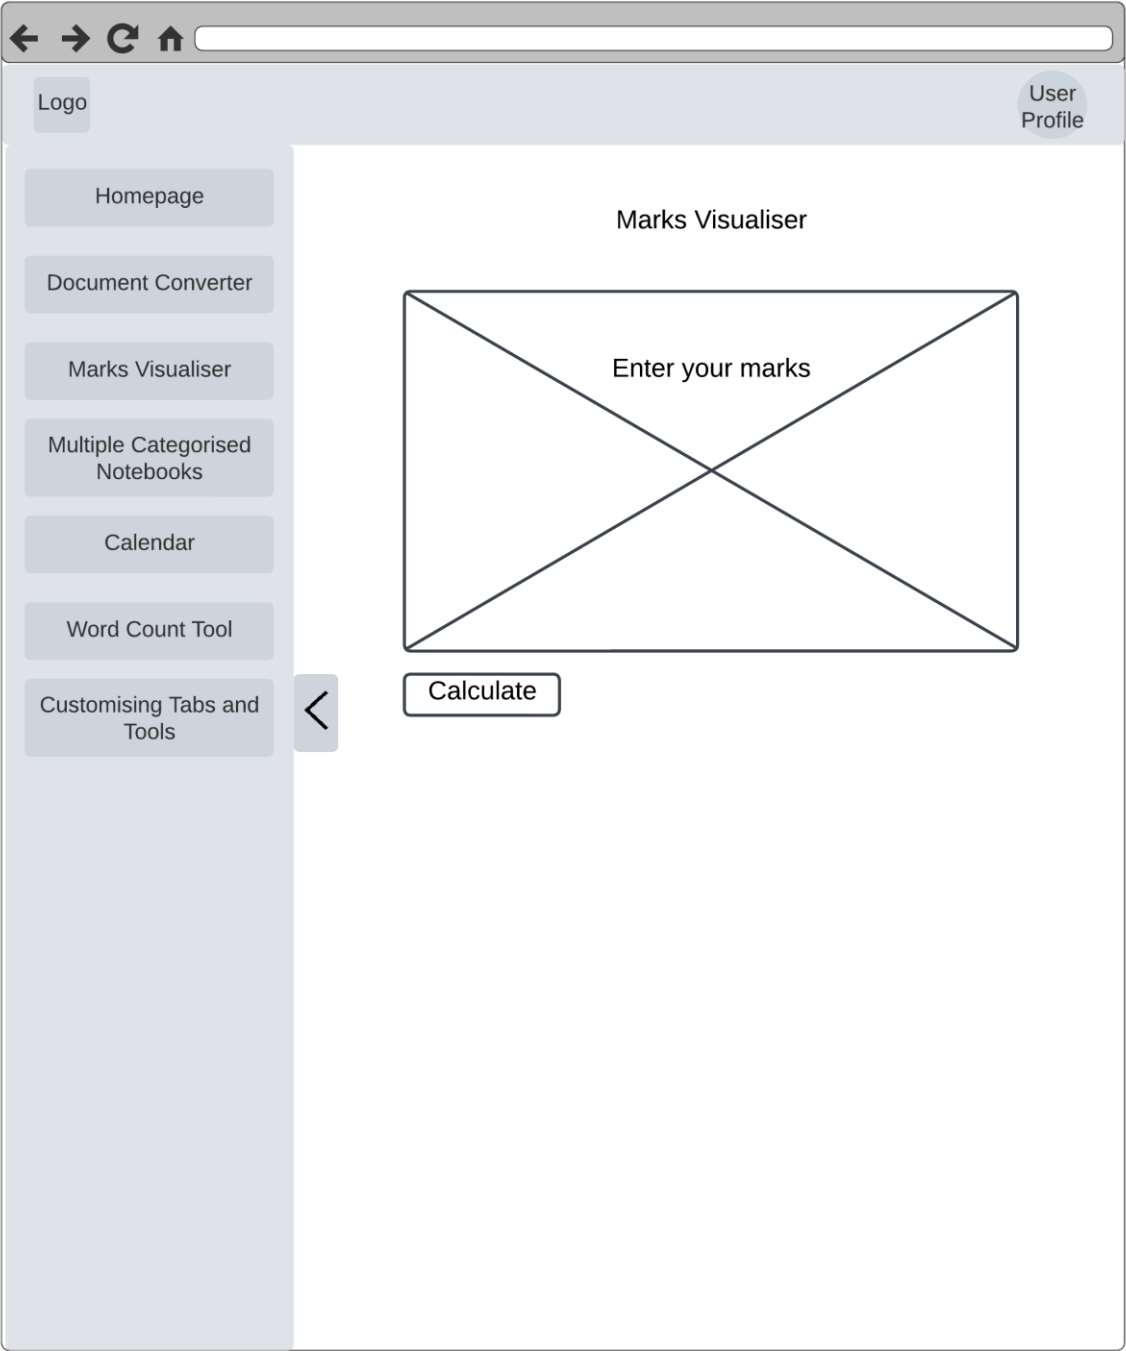 Logo
User
Profile
Homepage
Document Converter
Marks Visualiser
Multiple Categorised
Notebooks
Calendar
Word Count Tool
Customising Tabs and
Tools
Marks Visualiser
Enter your marks
Calculate